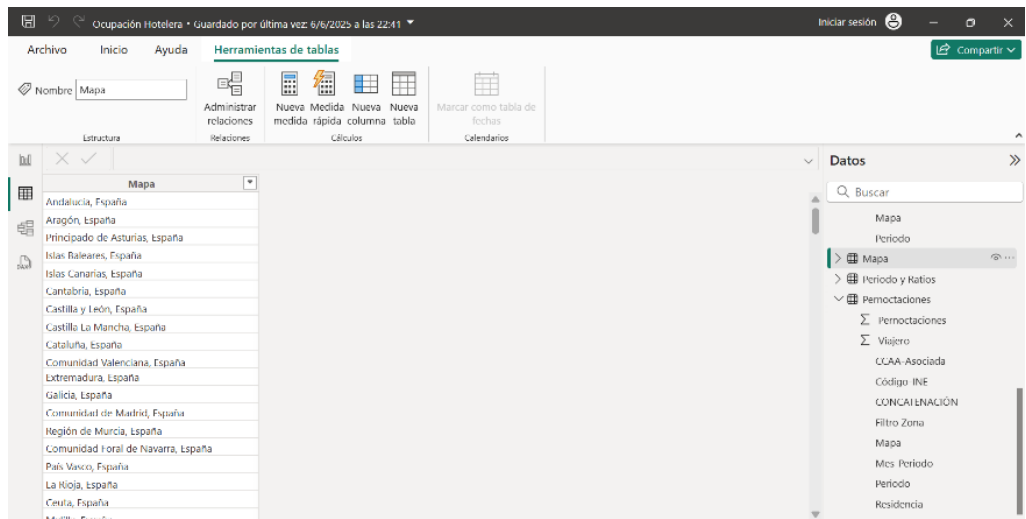 Ocupación Hotelera • Guardado por última vez: 6/6/2025 a las 22:41
Iniciar sesión
Archivo Inicio Ayuda Herramientas de tablas
Compartir
Nombre Mapa
Administrar relaciones
Nueva medida
Medida rápida
Nueva columna
Nueva tabla
Marcar como tabla de fechas
Estructura Relaciones Cálculos Calendarios
Datos
Buscar
Mapa
Andalucía, España
Aragón, España
Principado de Asturias, España
Islas Baleares, España
Islas Canarias, España
Cantabria, España
Castilla y León, España
Castilla La Mancha, España
Cataluña, España
Comunidad Valenciana, España
Extremadura, España
Galicia, España
Comunidad de Madrid, España
Región de Murcia, España
Comunidad Foral de Navarra, España
País Vasco, España
La Rioja, España
Ceuta, España
Mapa
Periodo
Mapa
Periodo y Ratios
Pernoctaciones
Pernoctaciones
Viajero
CCAA-Asociada
Código INE
CONCATENACIÓN
Filtro Zona
Mapa
Mes Periodo
Periodo
Residencia